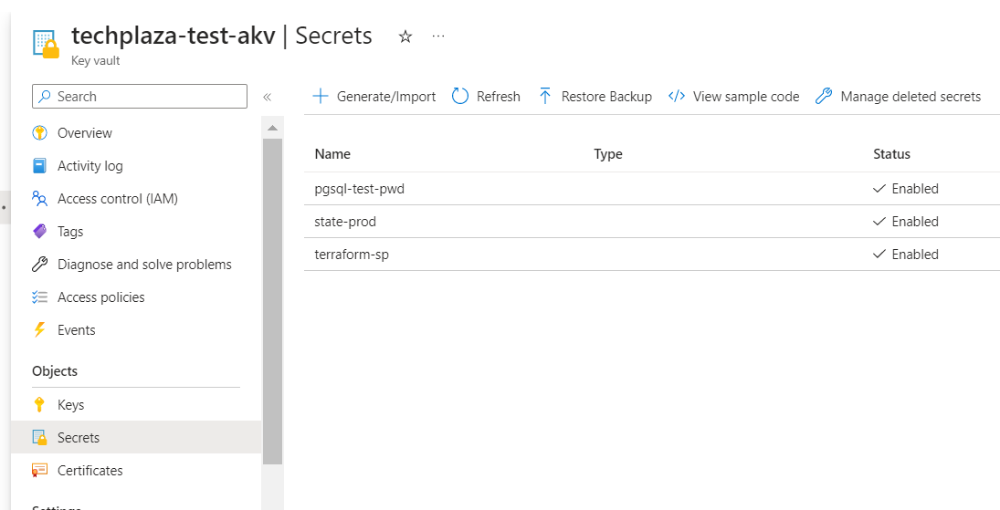 techplaza-test-akv | Secrets
Key vault
Search
Overview
Activity log
Access control (IAM)
Tags
Diagnose and solve problems
Access policies
Events
Objects
Keys
Secrets
Certificates
Settings
Generate/Import Refresh Restore Backup View sample code Manage deleted secrets
Name Type Status
pgsql-test-pwd Enabled
state-prod Enabled
terraform-sp Enabled